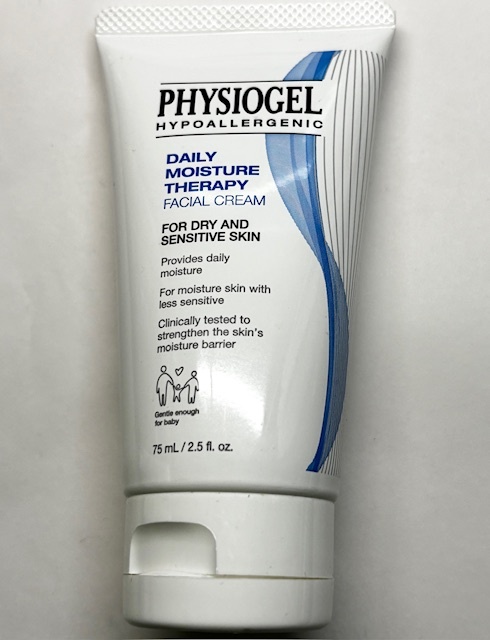 PHYSIOGEL
HYPOALLERGENIC
DAILY
MOISTURE
THERAPY
FACIAL CREAM
FOR DRY AND
SENSITIVE SKIN
Provides daily
moisture
For moisture skin with
less sensitive
Clinically tested to
strengthen the skin's
moisture barrier
Gentle enough
for baby
75 mL / 2.5 fl. oz.